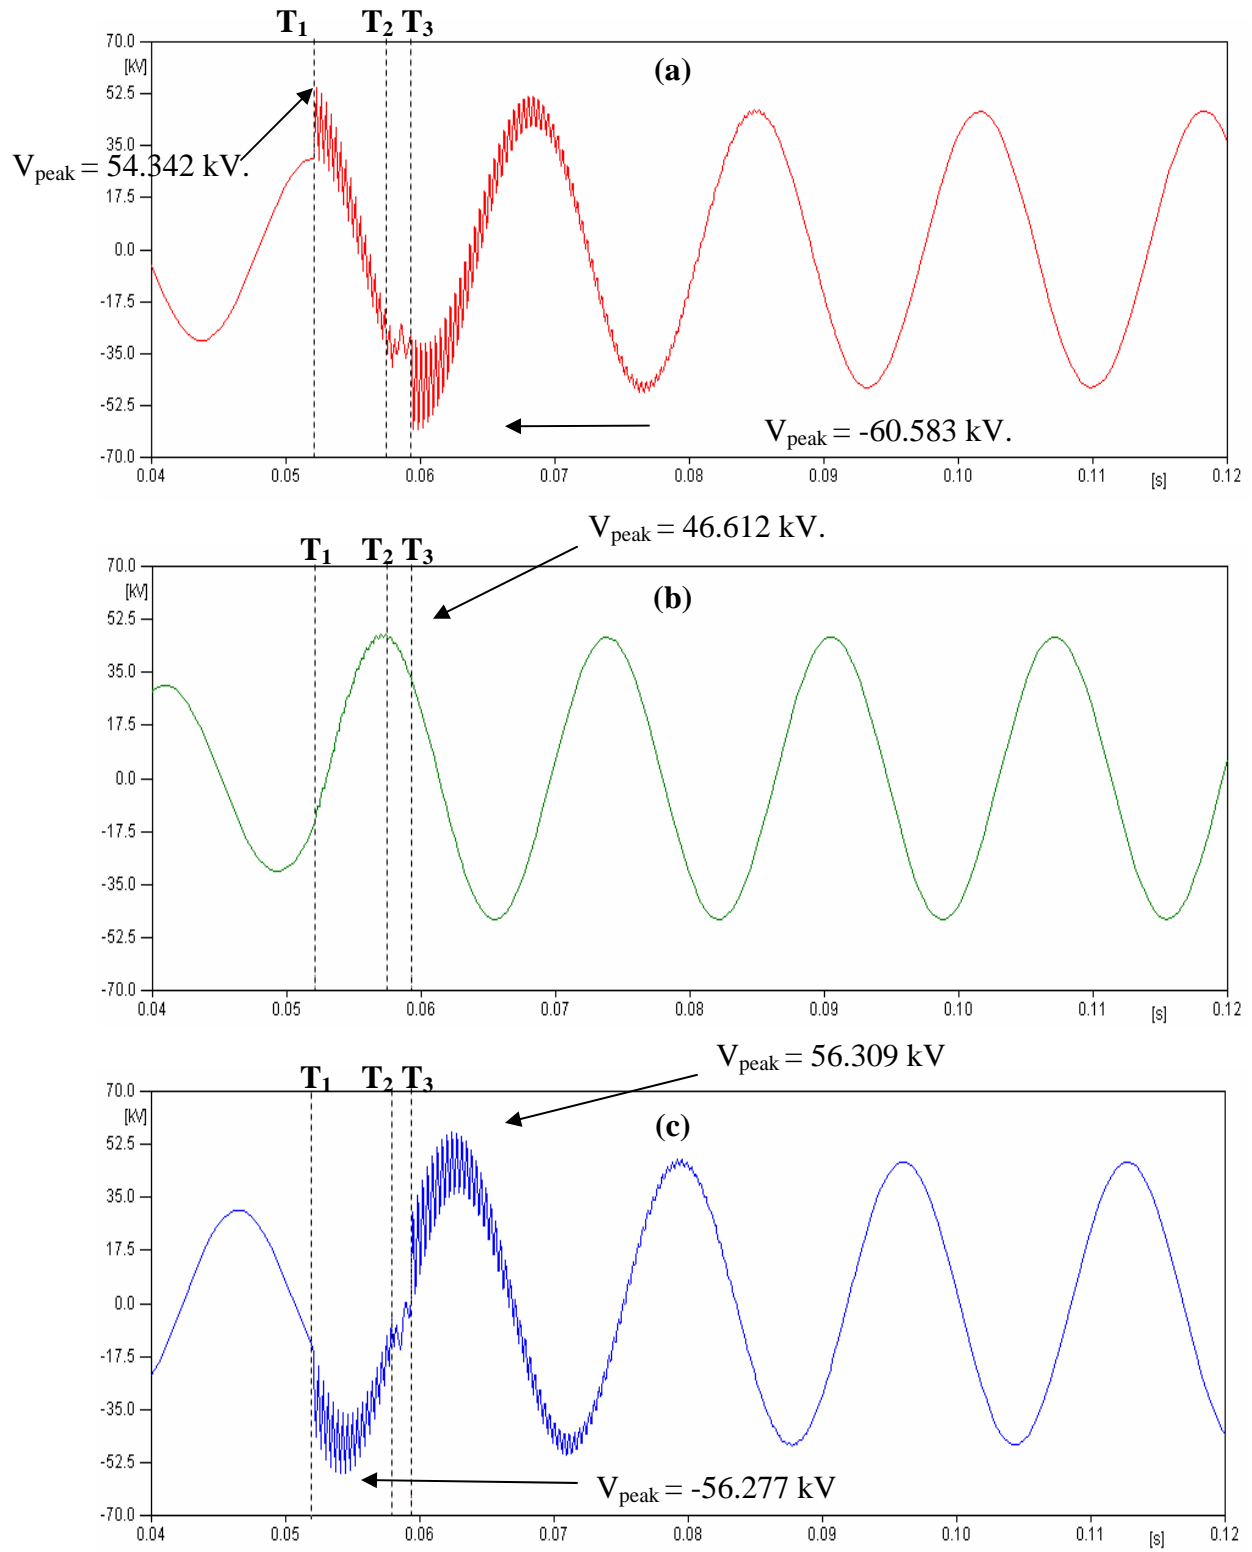 T1 T2 T3
70.0
[kV]
(a)
52.5
35.0
Vpeak = 54.342 kV.
17.5
0.0
-17.5
-35.0
-52.5
Vpeak = -60.583 kV.
-70.0
0.04 0.05 0.06 0.07 0.08 0.09 0.10 0.11 [s] 0.12
Vpeak = 46.612 kV.
T1 T2 T3
70.0
[kV]
(b)
52.5
35.0
17.5
0.0
-17.5
-35.0
-52.5
-70.0
0.04 0.05 0.06 0.07 0.08 0.09 0.10 0.11 [s] 0.12
Vpeak = 56.309 kV
T1 T2 T3
70.0
[kV]
(c)
52.5
35.0
17.5
0.0
-17.5
-35.0
-52.5
Vpeak = -56.277 kV
-70.0
0.04 0.05 0.06 0.07 0.08 0.09 0.10 0.11 [s] 0.12